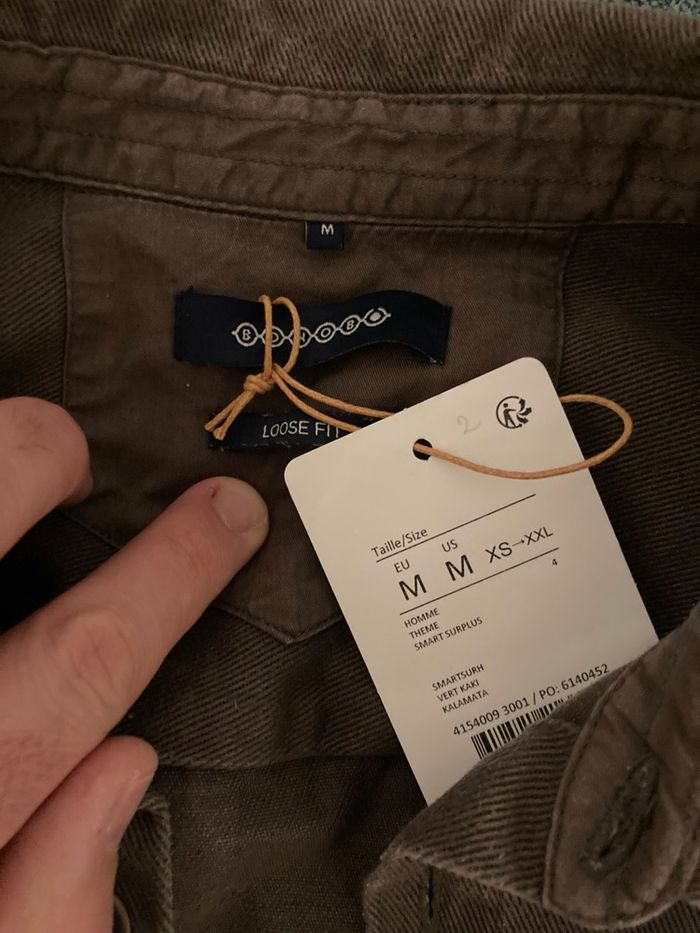 M
BONOBO
LOOSE FIT
2
Taille/Size
EU US
M M XS→XXL
4
HOMME
THEME
SMART SURPLUS
SMARTSURH
VERT KAKI
KALAMATA
4154009 3001 / PO: 6140452